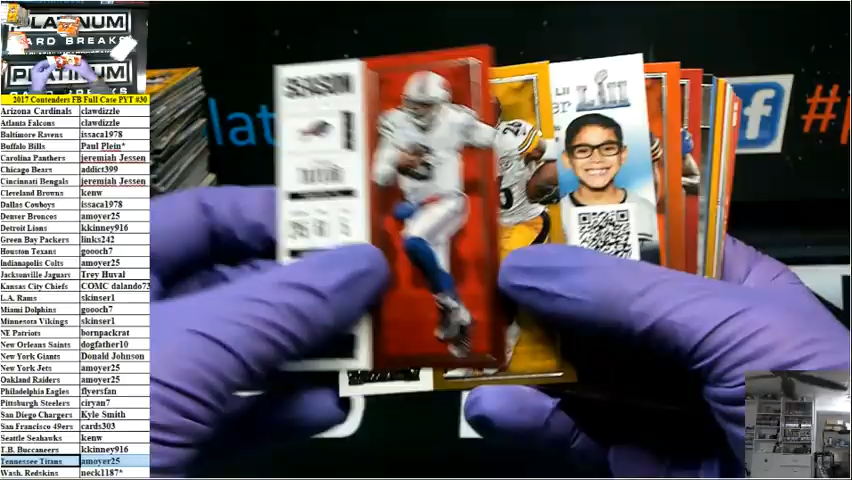 PLATINUM
ARD BREAKS
PLATINUM
ARD BREAKS
2017 Contenders FB Full Case PYT #30
Arizona Cardinals clawdizzle
Atlanta Falcons clawdizzle
Baltimore Ravens issaca1978
Buffalo Bills Paul Plein*
Carolina Panthers jeremiah Jessen
Chicago Bears addict399
Cincinnati Bengals jeremiah Jessen
Cleveland Browns kenw
Dallas Cowboys issaca1978
Denver Broncos amoyer25
Detroit Lions kkinney916
Green Bay Packers links242
Houston Texans goooch7
Indianapolis Colts amoyer25
Jacksonville Jaguars Trey Huval
Kansas City Chiefs COMC dalando73
L.A. Rams skinser1
Miami Dolphins goooch7
Minnesota Vikings skinser1
NE Patriots bornpackrat
New Orleans Saints dogfather10
New York Giants Donald Johnson
New York Jets amoyer25
Oakland Raiders amoyer25
Philadelphia Eagles flyersfan
Pittsburgh Steelers ciryan7
San Diego Chargers Kyle Smith
San Francisco 49ers cards303
Seattle Seahawks kenw
T.B. Buccaneers kkinney916
Tennessee Titans amoyer25
Wash. Redskins neck1187*
SEASON
LII
lat
f
#p